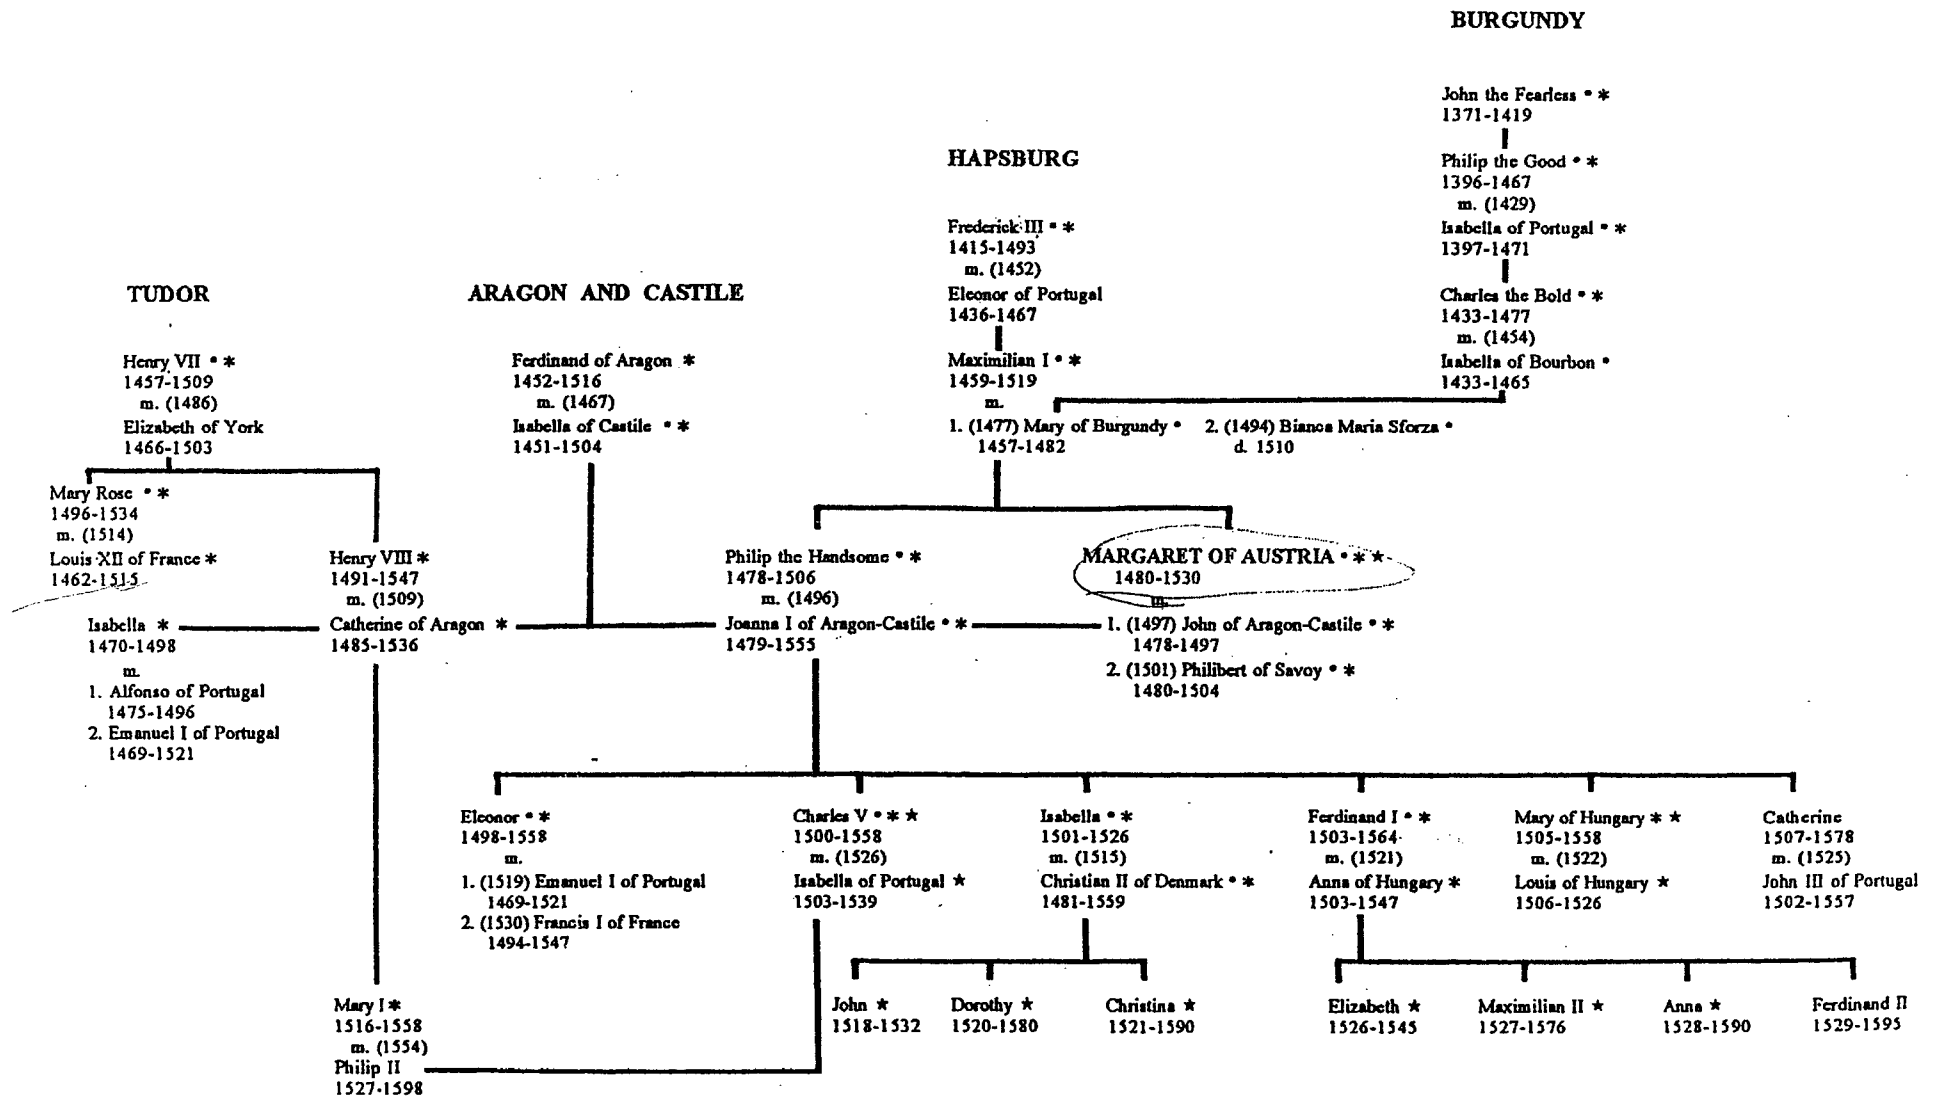 BURGUNDY
John the Fearless • *
1371-1419
Philip the Good • *
1396-1467
m. (1429)
Isabella of Portugal • *
1397-1471
Charles the Bold • *
1433-1477
m. (1454)
Isabella of Bourbon •
1433-1465
HAPSBURG
Frederick III • *
1415-1493
m. (1452)
Eleonor of Portugal
1436-1467
Maximilian I • *
1459-1519
m.
1. (1477) Mary of Burgundy •
1457-1482
2. (1494) Bianca Maria Sforza •
d. 1510
ARAGON AND CASTILE
Ferdinand of Aragon *
1452-1516
m. (1467)
Isabella of Castile • *
1451-1504
TUDOR
Henry VII • *
1457-1509
m. (1486)
Elizabeth of York
1466-1503
Mary Rose • *
1496-1534
m. (1514)
Louis XII of France *
1462-1515
Henry VIII *
1491-1547
m. (1509)
Catherine of Aragon *
1485-1536
Isabella *
1470-1498
m.
1. Alfonso of Portugal
1475-1496
2. Emanuel I of Portugal
1469-1521
Philip the Handsome • *
1478-1506
m. (1496)
Joanna I of Aragon-Castile • *
1479-1555
MARGARET OF AUSTRIA • * ★
1480-1530
m.
1. (1497) John of Aragon-Castile • *
1478-1497
2. (1501) Philibert of Savoy • *
1480-1504
Eleonor • *
1498-1558
m.
1. (1519) Emanuel I of Portugal
1469-1521
2. (1530) Francis I of France
1494-1547
Charles V • * ★
1500-1558
m. (1526)
Isabella of Portugal ★
1503-1539
Isabella • *
1501-1526
m. (1515)
Christian II of Denmark • *
1481-1559
Ferdinand I • *
1503-1564
m. (1521)
Anna of Hungary *
1503-1547
Mary of Hungary * ★
1505-1558
m. (1522)
Louis of Hungary ★
1506-1526
Catherine
1507-1578
m. (1525)
John III of Portugal
1502-1557
Mary I *
1516-1558
m. (1554)
Philip II
1527-1598
John ★
1518-1532
Dorothy ★
1520-1580
Christina ★
1521-1590
Elizabeth ★
1526-1545
Maximilian II ★
1527-1576
Anna ★
1528-1590
Ferdinand II
1529-1595